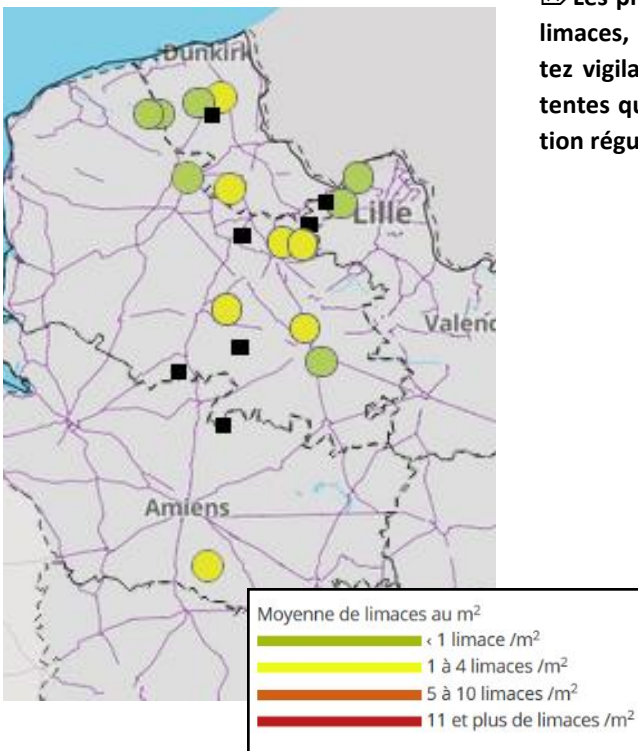 Les
limaces,
tez vigila
tentes qu
tion régu
Dunkirk
Lille
Valenc
Amiens
Moyenne de limaces au m²
‹ 1 limace /m²
1 à 4 limaces /m²
5 à 10 limaces /m²
11 et plus de limaces /m²